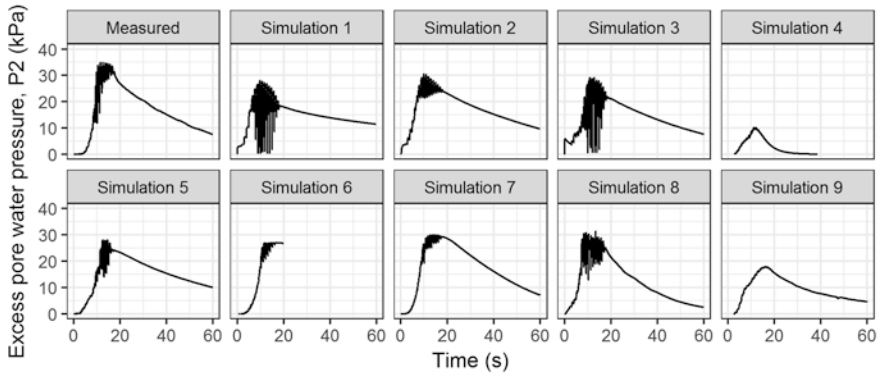 Excess pore water pressure, P2 (kPa)
Measured Simulation 1 Simulation 2 Simulation 3 Simulation 4
40
30
20
10
0
Simulation 5 Simulation 6 Simulation 7 Simulation 8 Simulation 9
40
30
20
10
0
0 20 40 60 0 20 40 60 0 20 40 60 0 20 40 60 0 20 40 60
Time (s)